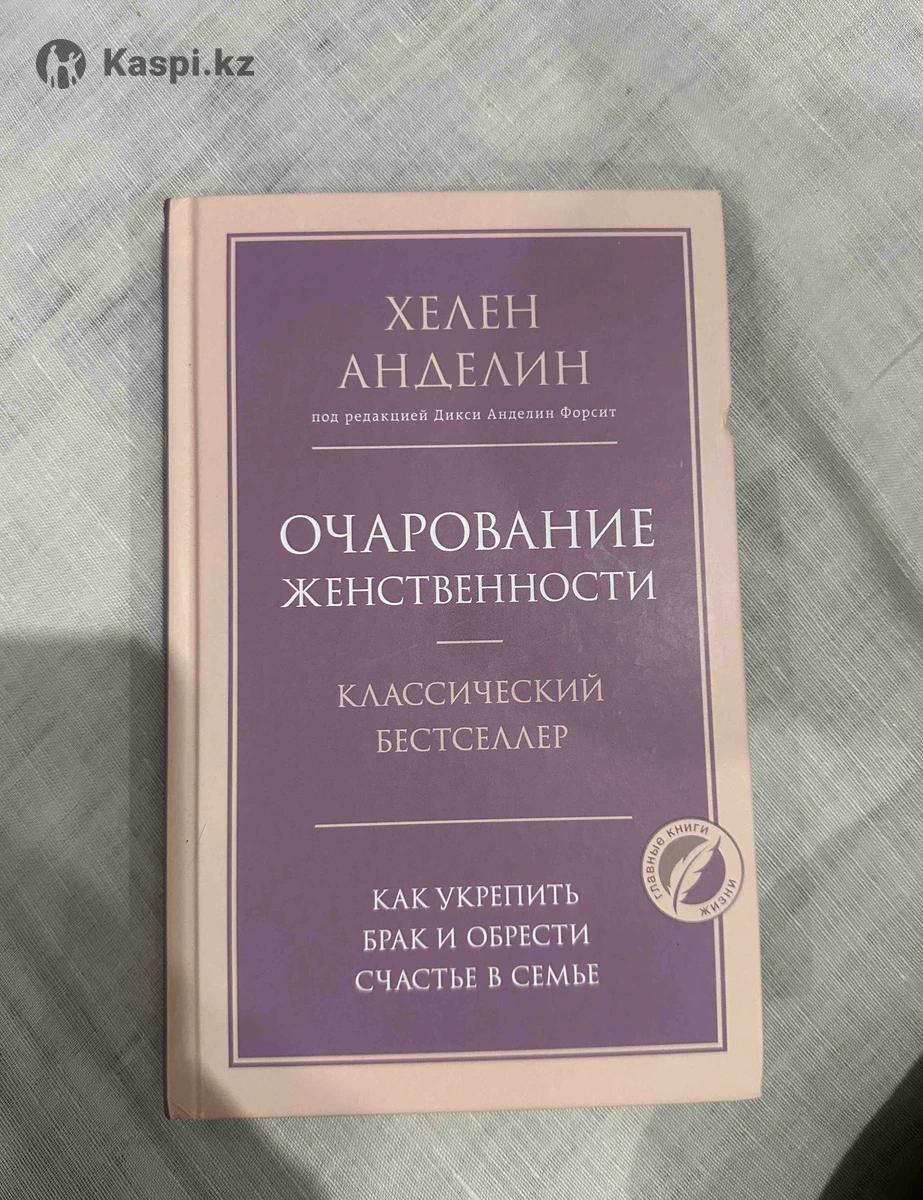 Kaspi.kz
ХЕЛЕН
АНДЕЛИН
под редакцией Дикси Анделин Форсит
ОЧАРОВАНИЕ
ЖЕНСТВЕННОСТИ
КЛАССИЧЕСКИЙ
БЕСТСЕЛЛЕР
ГЛАВНЫЕ КНИГИ
ЖИЗНИ
КАК УКРЕПИТЬ
БРАК И ОБРЕСТИ
СЧАСТЬЕ В СЕМЬЕ